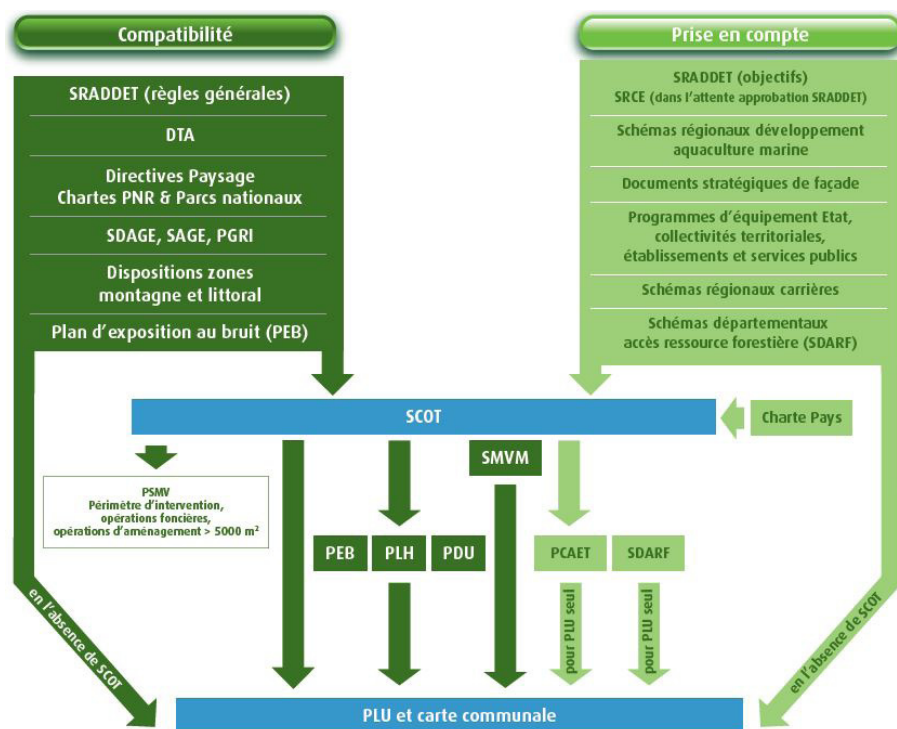 Compatibilité
SRADDET (règles générales)
DTA
Directives Paysage
Chartes PNR & Parcs nationaux
SDAGE, SAGE, PGRI
Dispositions zones
montagne et littoral
Plan d'exposition au bruit (PEB)
Prise en compte
SRADDET (objectifs)
SRCE (dans l'attente approbation SRADDET)
Schémas régionaux développement
aquaculture marine
Documents stratégiques de façade
Programmes d'équipement Etat,
collectivités territoriales,
établissements et services publics
Schémas régionaux carrières
Schémas départementaux
accès ressource forestière (SDARF)
SCOT
Charte Pays
SMVM
PSMV
Périmètre d'intervention,
opérations foncières,
opérations d'aménagement > 5000 m²
PEB
PLH
PDU
PCAET
SDARF
pour PLU seul
pour PLU seul
en l'absence de SCOT
en l'absence de SCOT
PLU et carte communale